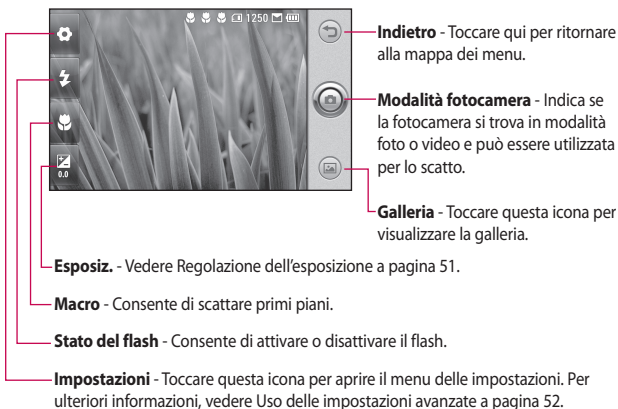 1250
0.0
Indietro - Toccare qui per ritornare
alla mappa dei menu.
Modalità fotocamera - Indica se
la fotocamera si trova in modalità
foto o video e può essere utilizzata
per lo scatto.
Galleria - Toccare questa icona per
visualizzare la galleria.
Esposiz. - Vedere Regolazione dell'esposizione a pagina 51.
Macro - Consente di scattare primi piani.
Stato del flash - Consente di attivare o disattivare il flash.
Impostazioni - Toccare questa icona per aprire il menu delle impostazioni. Per
ulteriori informazioni, vedere Uso delle impostazioni avanzate a pagina 52.